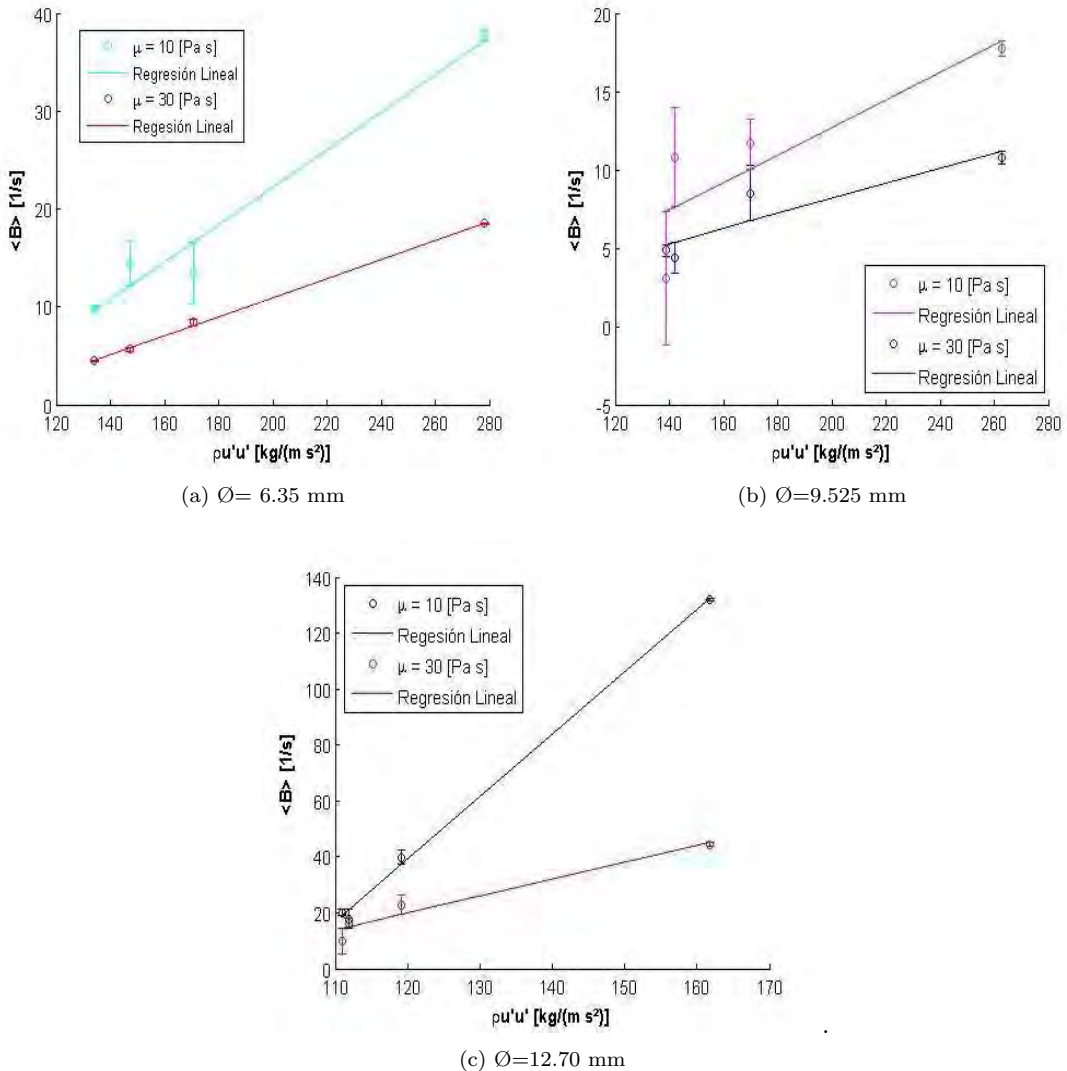 40
30
20
10
0
<B> [1/s]
μ = 10 [Pa s]
Regresión Lineal
μ = 30 [Pa s]
Regesión Lineal
120 140 160 180 200 220 240 260 280
ρu'u' [kg/(m s²)]
(a) Ø= 6.35 mm
20
15
10
5
0
-5
<B> [1/s]
μ = 10 [Pa s]
Regresión Lineal
μ = 30 [Pa s]
Regresión Lineal
120 140 160 180 200 220 240 260 280
ρu'u' [kg/(m s²)]
(b) Ø=9.525 mm
140
120
100
80
60
40
20
0
<B> [1/s]
μ = 10 [Pa s]
Regesión Lineal
μ = 30 [Pa s]
Regresión Lineal
110 120 130 140 150 160 170
ρu'u' [kg/(m s²)]
.
(c) Ø=12.70 mm